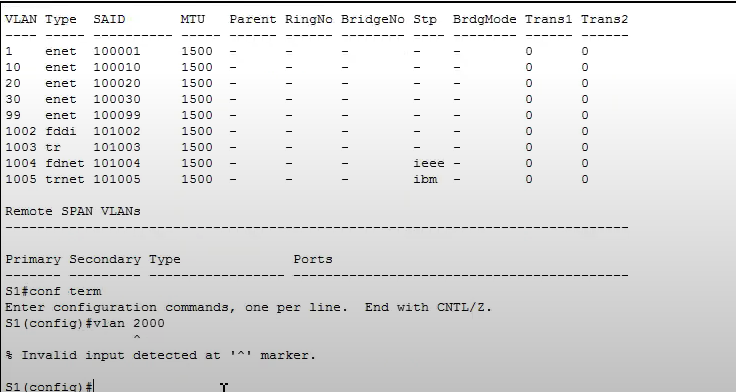 VLAN Type  SAID       MTU   Parent RingNo BridgeNo Stp  BrdgMode Trans1 Trans2
---- ----- ---------- ----- ------ ------ -------- ---- -------- ------ ------
1    enet  100001     1500  -      -      -        -    -        0      0
10   enet  100010     1500  -      -      -        -    -        0      0
20   enet  100020     1500  -      -      -        -    -        0      0
30   enet  100030     1500  -      -      -        -    -        0      0
99   enet  100099     1500  -      -      -        -    -        0      0
1002 fddi  101002     1500  -      -      -        -    -        0      0
1003 tr    101003     1500  -      -      -        -    -        0      0
1004 fdnet 101004     1500  -      -      -        ieee -        0      0
1005 trnet 101005     1500  -      -      -        ibm  -        0      0
Remote SPAN VLANs
------------------------------------------------------------------------------
Primary Secondary Type              Ports
------- --------- ----------------- ------------------------------------------
S1#conf term
Enter configuration commands, one per line.  End with CNTL/Z.
S1(config)#vlan 2000
^
% Invalid input detected at '^' marker.
S1(config)#